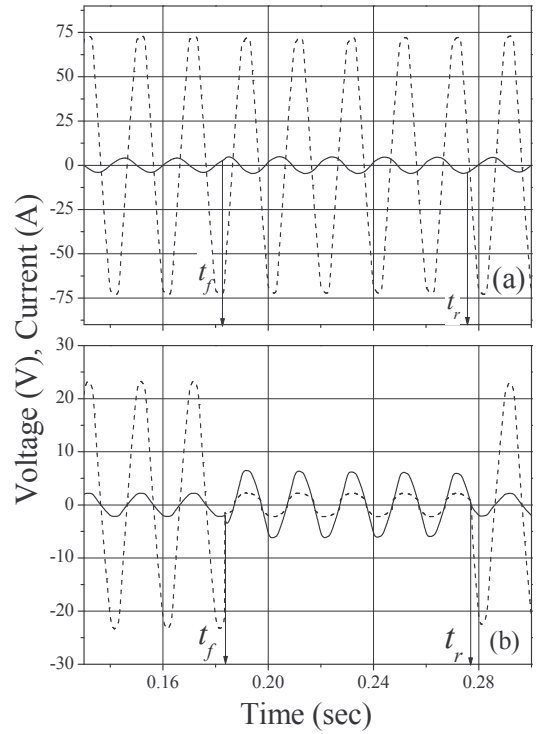 75
50
25
0
-25
-50
-75
t_f
t_r
(a)
Voltage (V), Current (A)
30
20
10
0
-10
-20
-30
t_f
t_r
(b)
0.16
0.20
0.24
0.28
Time (sec)